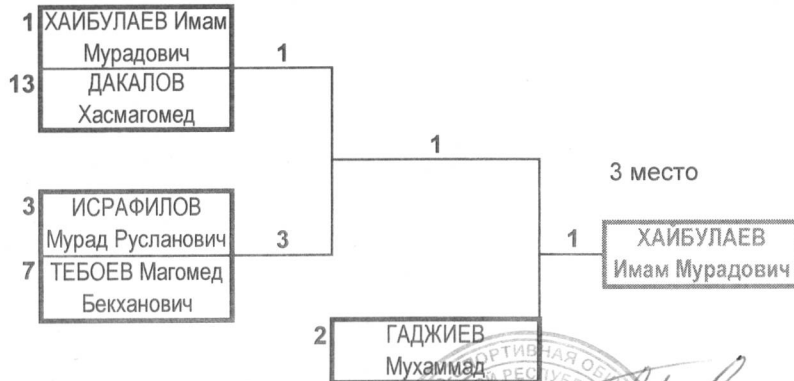 1 ХАЙБУЛАЕВ Имам
Мурадович
1
13 ДАКАЛОВ
Хасмагомед
1
3 место
3 ИСРАФИЛОВ
Мурад Русланович
3
7 ТЕБОЕВ Магомед
Бекханович
1
ХАЙБУЛАЕВ
Имам Мурадович
2 ГАДЖИЕВ
Мухаммад